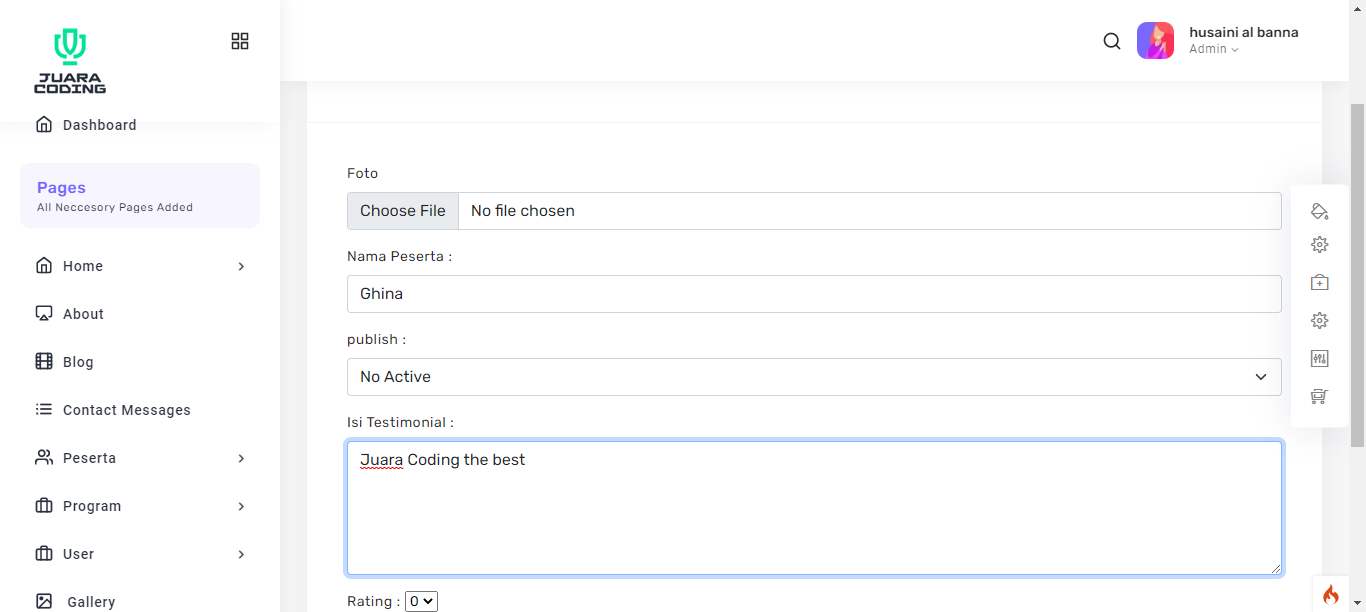 JUARA
CODING
husaini al banna
Admin
Dashboard
Pages
All Neccesory Pages Added
Home
About
Blog
Contact Messages
Peserta
Program
User
Gallery
Foto
Choose File No file chosen
Nama Peserta :
Ghina
publish :
No Active
Isi Testimonial :
Juara Coding the best
Rating : 0